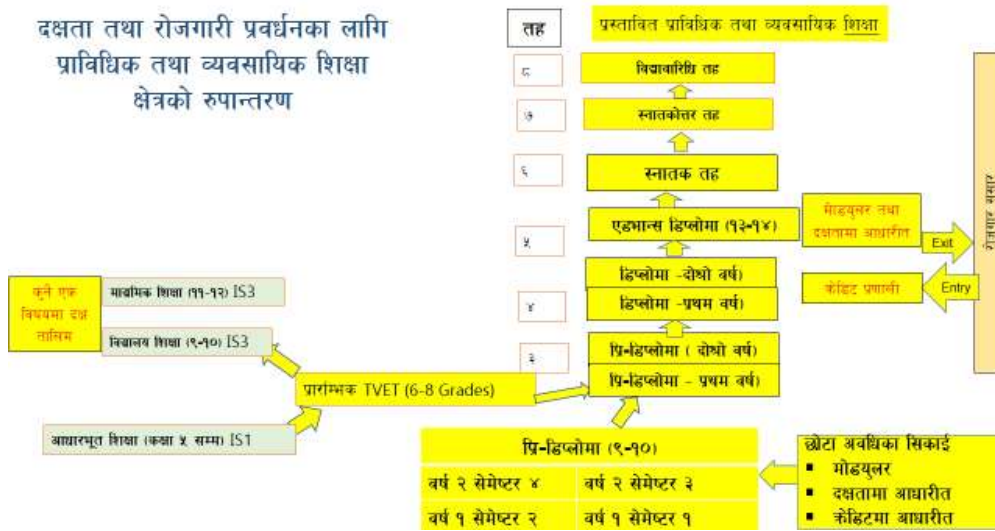 दक्षता तथा रोजगारी प्रवर्धनका लागि
प्राविधिक तथा व्यवसायिक शिक्षा
क्षेत्रको रुपान्तरण
तह
प्रस्तावित प्राविधिक तथा व्यवसायिक शिक्षा
८
विद्यावारिधि तह
७
स्नातकोत्तर तह
६
स्नातक तह
५
एडभान्स डिप्लोमा (१३-१४)
मोडयुलर तथा
दक्षतामा आधारीत
Exit
रोजगार संसार
डिप्लोमा -दोश्रो वर्ष)
४
डिप्लोमा -प्रथम वर्ष)
क्रेडिट प्रणाली
Entry
कुनै एक
विषयमा दक्ष
तालिम
माध्यमिक शिक्षा (११-१२) IS3
विद्यालय शिक्षा (९-१०) IS3
३
प्रि-डिप्लोमा ( दोश्रो वर्ष)
प्रि-डिप्लोमा - प्रथम वर्ष)
प्रारम्भिक TVET (6-8 Grades)
आधारभूत शिक्षा (कक्षा ५ सम्म) IS1
प्रि-डिप्लोमा (९-१०)
वर्ष २ सेमेष्टर ४
वर्ष २ सेमेष्टर ३
वर्ष १ सेमेष्टर २
वर्ष १ सेमेष्टर १
छोटा अवधिका सिकाई
▪ मोडयुलर
▪ दक्षतामा आधारीत
▪ क्रेडिटमा आधारीत